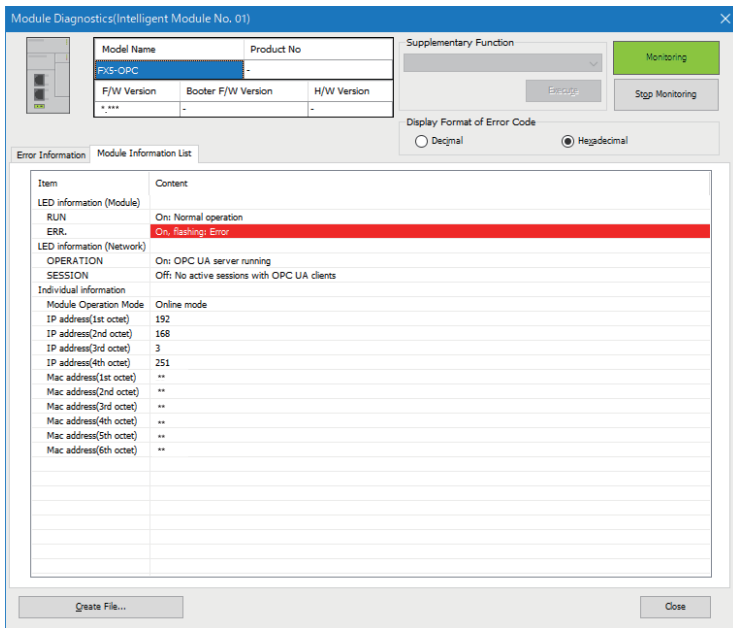 Module Diagnostics(Intelligent Module No. 01)
Model Name Product No
FX5-OPC -
F/W Version Booter F/W Version H/W Version
*.*** - -
Supplementary Function
Execute
Monitoring
Stop Monitoring
Display Format of Error Code
Decimal Hexadecimal
Error Information Module Information List
Item Content
LED information (Module)
RUN On: Normal operation
ERR. On, flashing: Error
LED information (Network)
OPERATION On: OPC UA server running
SESSION Off: No active sessions with OPC UA clients
Individual information
Module Operation Mode Online mode
IP address(1st octet) 192
IP address(2nd octet) 168
IP address(3rd octet) 3
IP address(4th octet) 251
Mac address(1st octet) **
Mac address(2nd octet) **
Mac address(3rd octet) **
Mac address(4th octet) **
Mac address(5th octet) **
Mac address(6th octet) **
Create File... Close